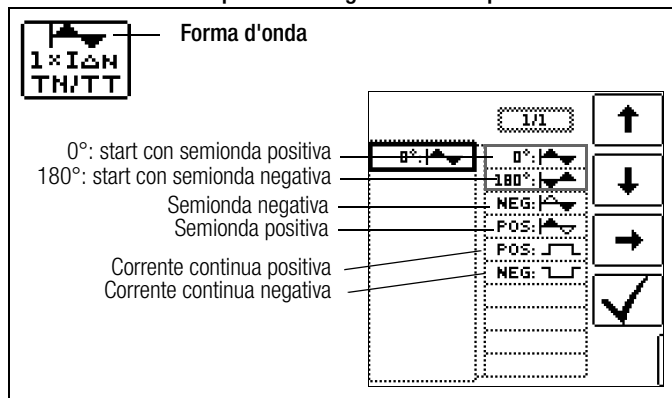 Forma d'onda
1×I△N
TN/TT
1/1
0°: start con semionda positiva
180°: start con semionda negativa
Semionda negativa
Semionda positiva
Corrente continua positiva
Corrente continua negativa
0°:
0°:
180°:
NEG:
POS:
POS:
NEG: